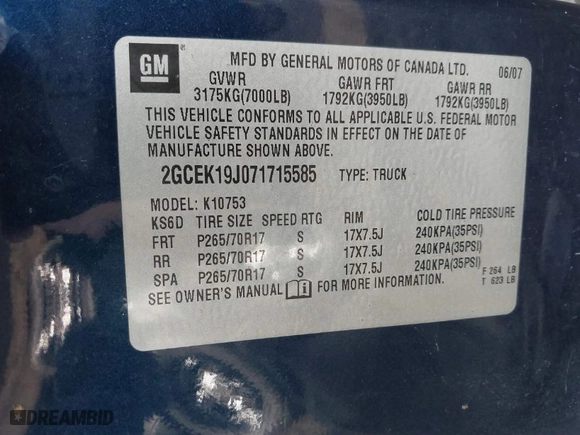 GM
MFD BY GENERAL MOTORS OF CANADA LTD. 06/07
GVWR GAWR FRT GAWR RR
3175KG(7000LB) 1792KG(3950LB) 1792KG(3950LB)
THIS VEHICLE CONFORMS TO ALL APPLICABLE U.S. FEDERAL MOTOR
VEHICLE SAFETY STANDARDS IN EFFECT ON THE DATE OF
MANUFACTURE SHOWN ABOVE.
2GCEK19J071715585 TYPE: TRUCK
MODEL: K10753
KS6D TIRE SIZE SPEED RTG RIM COLD TIRE PRESSURE
FRT P265/70R17 S 17X7.5J 240KPA(35PSI)
RR P265/70R17 S 17X7.5J 240KPA(35PSI)
SPA P265/70R17 S 17X7.5J 240KPA(35PSI)
F 264 LB
SEE OWNER'S MANUAL i FOR MORE INFORMATION.
T 623 LB
DREAMBID